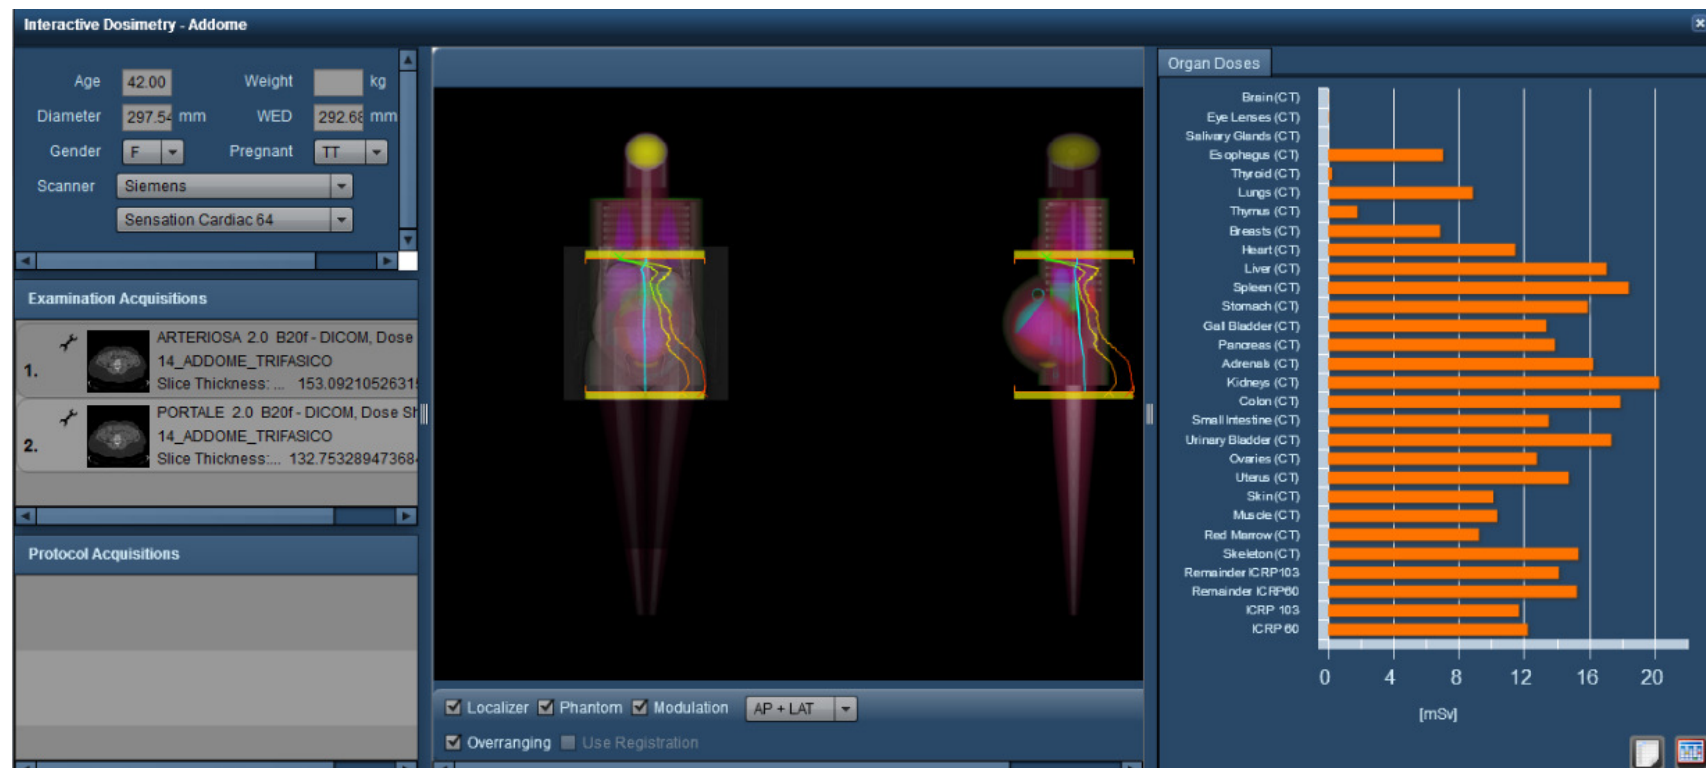 Interactive Dosimetry - Addome
Age 42.00 Weight kg
Diameter 297.54 mm WED 292.68 mm
Gender F Pregnant TT
Scanner Siemens
Sensation Cardiac 64
Examination Acquisitions
1.
ARTERIOSA 2.0 B20f - DICOM, Dose
14_ADDOME_TRIFASICO
Slice Thickness: ... 153.09210526315
2.
PORTALE 2.0 B20f - DICOM, Dose Sh
14_ADDOME_TRIFASICO
Slice Thickness:... 132.75328947368
Protocol Acquisitions
Localizer Phantom Modulation AP + LAT
Overranging Use Registration
Organ Doses
Brain (CT)
Eye Lenses (CT)
Salivary Glands (CT)
Esophagus (CT)
Thyroid (CT)
Lungs (CT)
Thymus (CT)
Breasts (CT)
Heart (CT)
Liver (CT)
Spleen (CT)
Stomach (CT)
Gall Bladder (CT)
Pancreas (CT)
Adrenals (CT)
Kidneys (CT)
Colon (CT)
Small Intestine (CT)
Urinary Bladder (CT)
Ovaries (CT)
Uterus (CT)
Skin (CT)
Muscle (CT)
Red Marrow (CT)
Skeleton (CT)
Remainder ICRP103
Remainder ICRP60
ICRP 103
ICRP 60
0 4 8 12 16 20
[mSv]